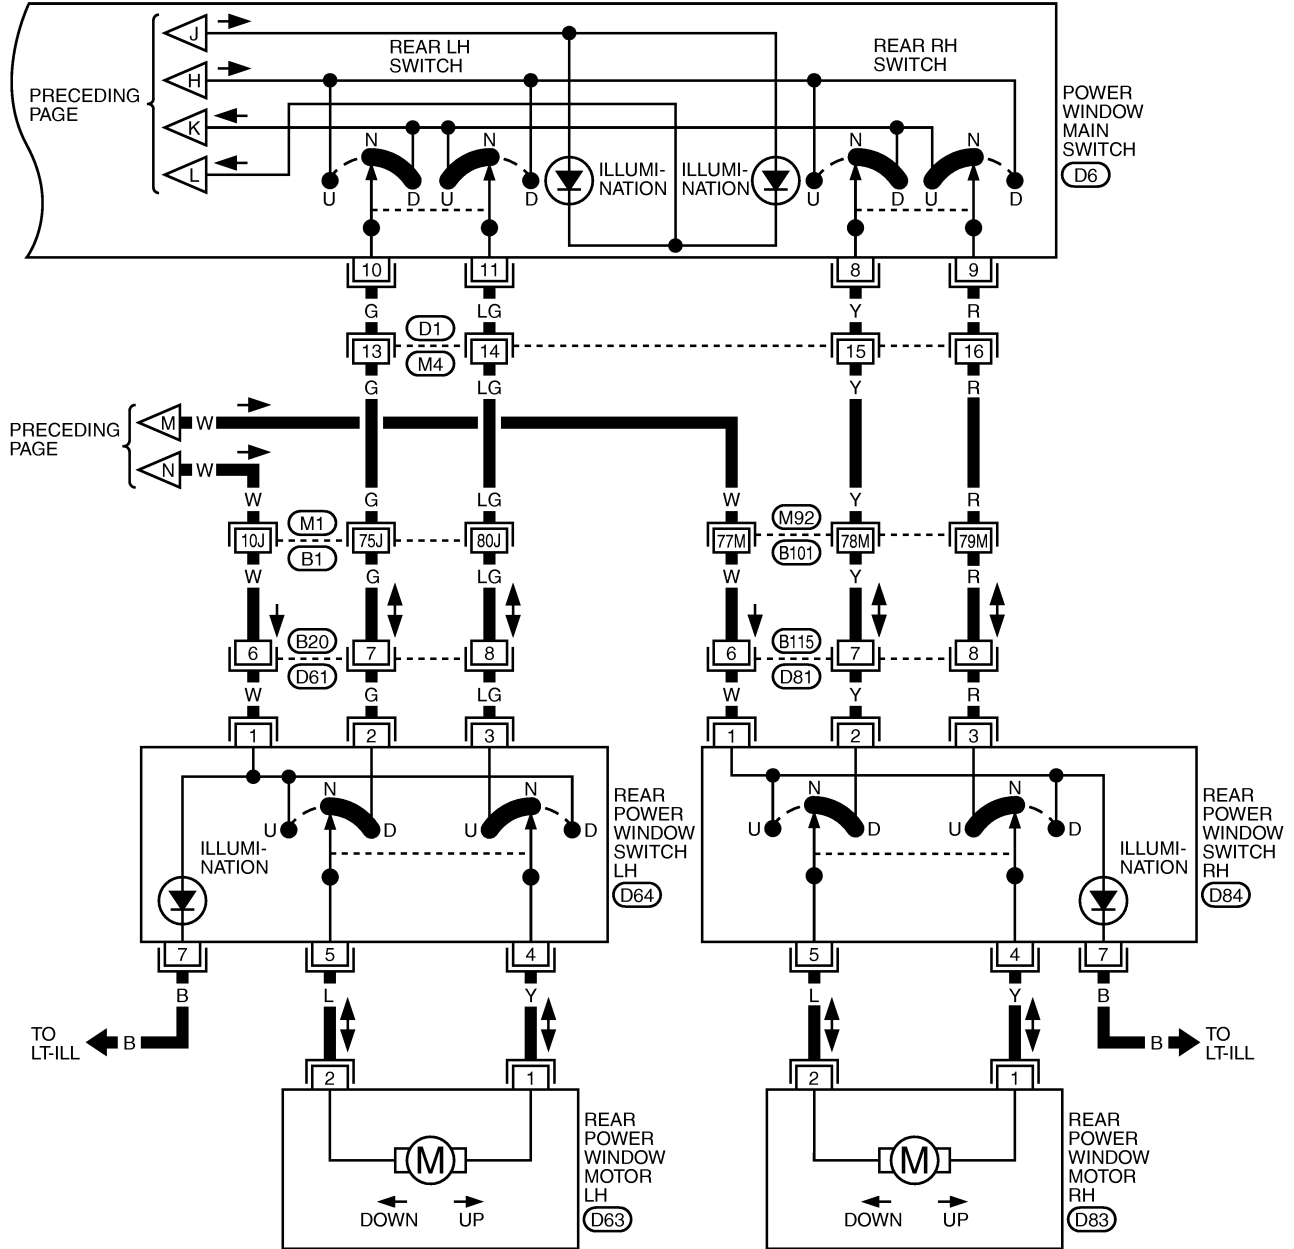 J
REAR LH
SWITCH
REAR RH
SWITCH
H
PRECEDING
PAGE
K
L
N N N N
ILLUMI-
NATION
ILLUMI-
NATION
U D U D U D U D
POWER
WINDOW
MAIN
SWITCH
D6
10 11 8 9
G LG Y R
D1
13 14 15 16
M4
G LG Y R
PRECEDING
PAGE
M W
N W
W G LG W Y R
M1 M92
10J 75J 80J 77M 78M 79M
B1 B101
W G LG W Y R
B20 B115
6 7 8 6 7 8
D61 D81
W G LG W Y R
1 2 3 1 2 3
N N N N
U D U D U D U D
ILLUMI-
NATION
REAR
POWER
WINDOW
SWITCH
LH
D64
ILLUMI-
NATION
REAR
POWER
WINDOW
SWITCH
RH
D84
7 5 4 5 4 7
B L Y L Y B
TO
LT-ILL
B
B
TO
LT-ILL
2 1 2 1
M
DOWN UP
REAR
POWER
WINDOW
MOTOR
LH
D63
M
DOWN UP
REAR
POWER
WINDOW
MOTOR
RH
D83